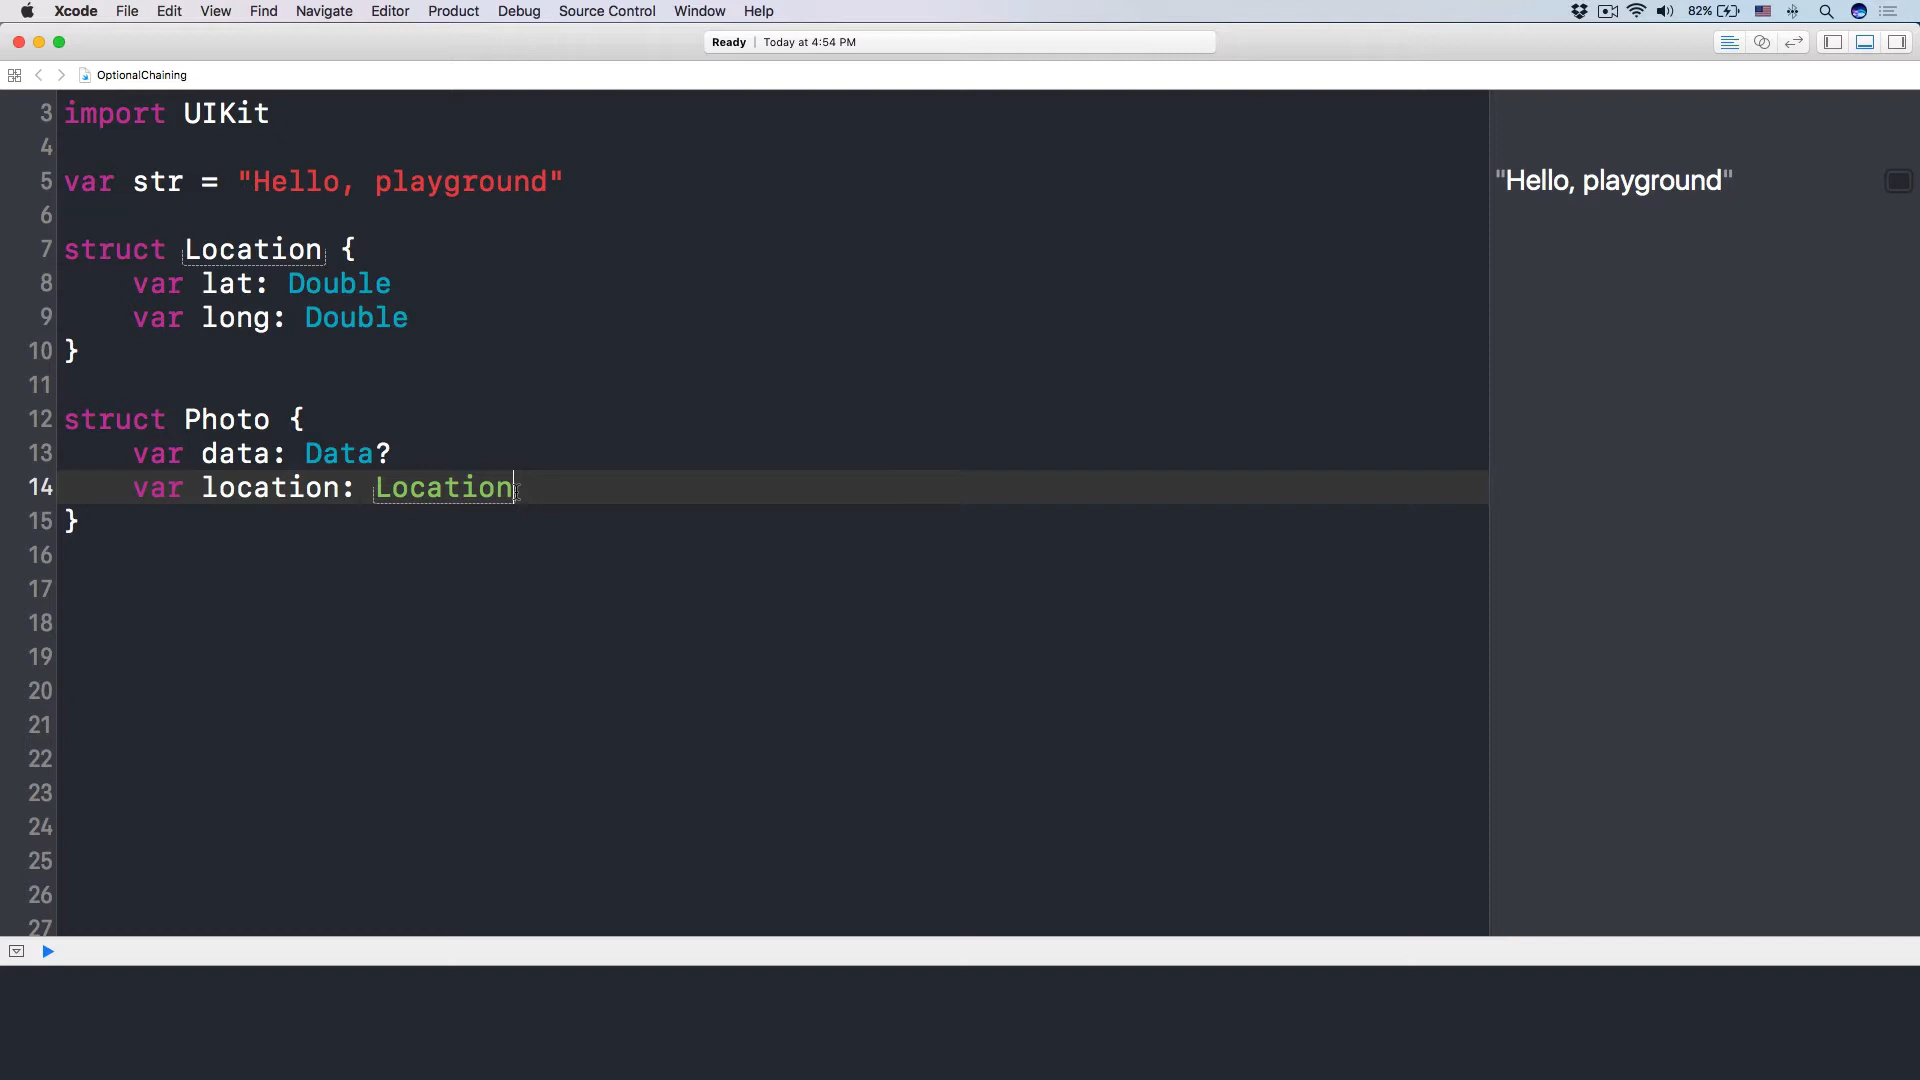 Xcode File Edit View Find Navigate Editor Product Debug Source Control Window Help 82%
Ready | Today at 4:54 PM
OptionalChaining
3 import UIKit
4
5 var str = "Hello, playground" "Hello, playground"
6
7 struct Location {
8 var lat: Double
9 var long: Double
10 }
11
12 struct Photo {
13 var data: Data?
14 var location: Location
15 }
16
17
18
19
20
21
22
23
24
25
26
27